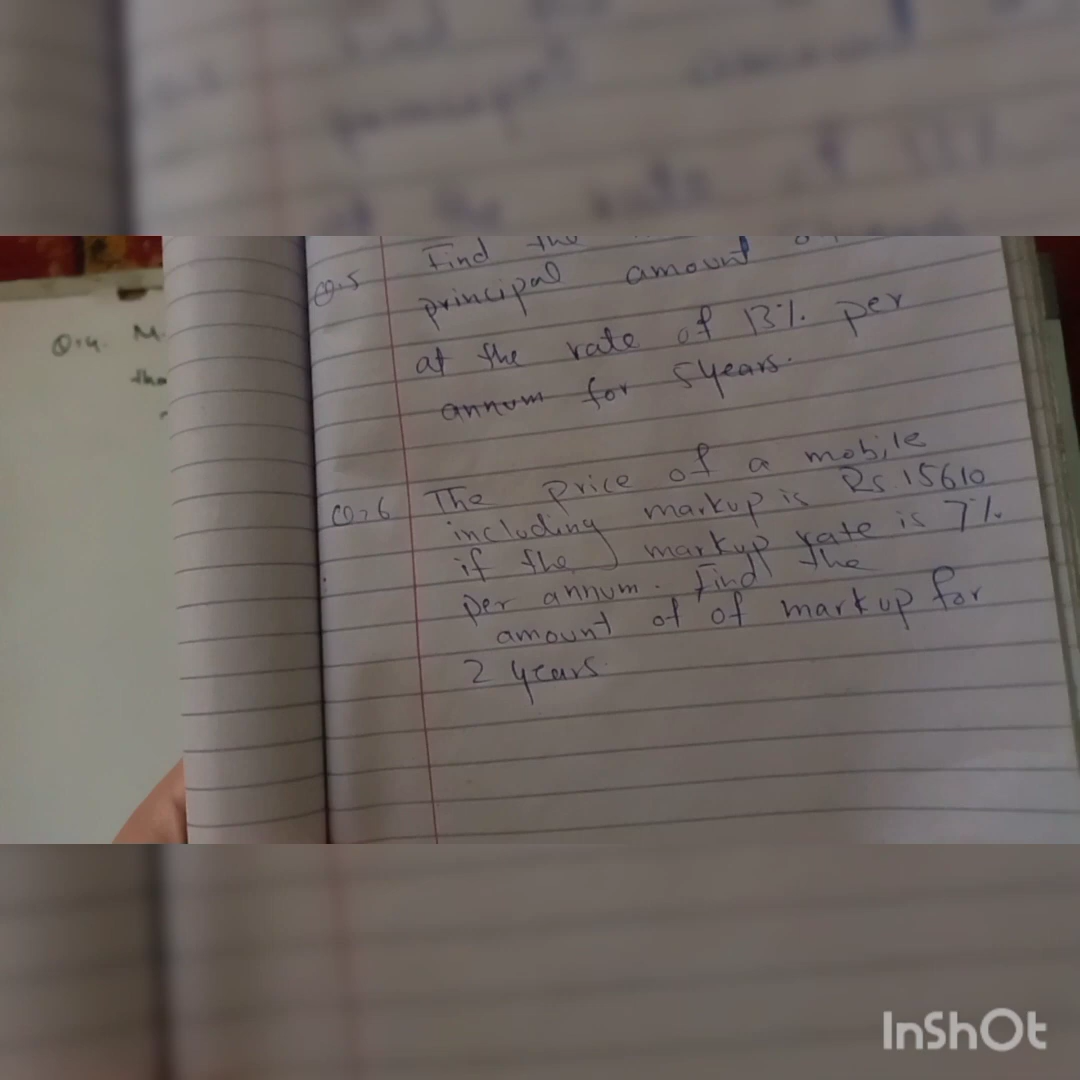 Q.5 Find the
principal amount
at the rate of 13% per
annum for 5 years.
Q.4. M.
the
Q.6 The price of a mobile
including markup is Rs. 15610
if the markup rate is 7%
per annum. Find the
amount of of markup for
2 years.
InShOt